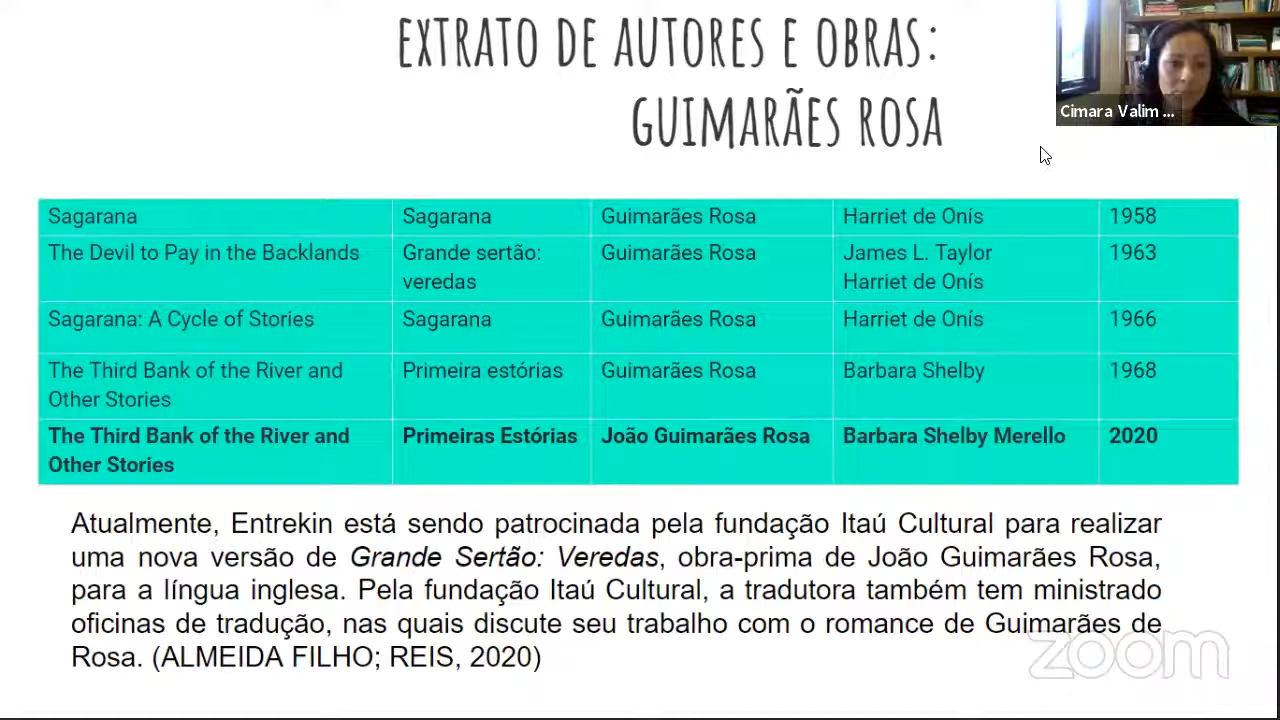 EXTRATO DE AUTORES E OBRAS:
GUIMARÃES ROSA
Cimara Valim ...
Sagarana Sagarana Guimarães Rosa Harriet de Onís 1958
The Devil to Pay in the Backlands Grande sertão: veredas Guimarães Rosa James L. Taylor Harriet de Onís 1963
Sagarana: A Cycle of Stories Sagarana Guimarães Rosa Harriet de Onís 1966
The Third Bank of the River and Other Stories Primeira estórias Guimarães Rosa Barbara Shelby 1968
The Third Bank of the River and Other Stories Primeiras Estórias João Guimarães Rosa Barbara Shelby Merello 2020
Atualmente, Entrekin está sendo patrocinada pela fundação Itaú Cultural para realizar
uma nova versão de Grande Sertão: Veredas, obra-prima de João Guimarães Rosa,
para a língua inglesa. Pela fundação Itaú Cultural, a tradutora também tem ministrado
oficinas de tradução, nas quais discute seu trabalho com o romance de Guimarães de
Rosa. (ALMEIDA FILHO; REIS, 2020)
zoom